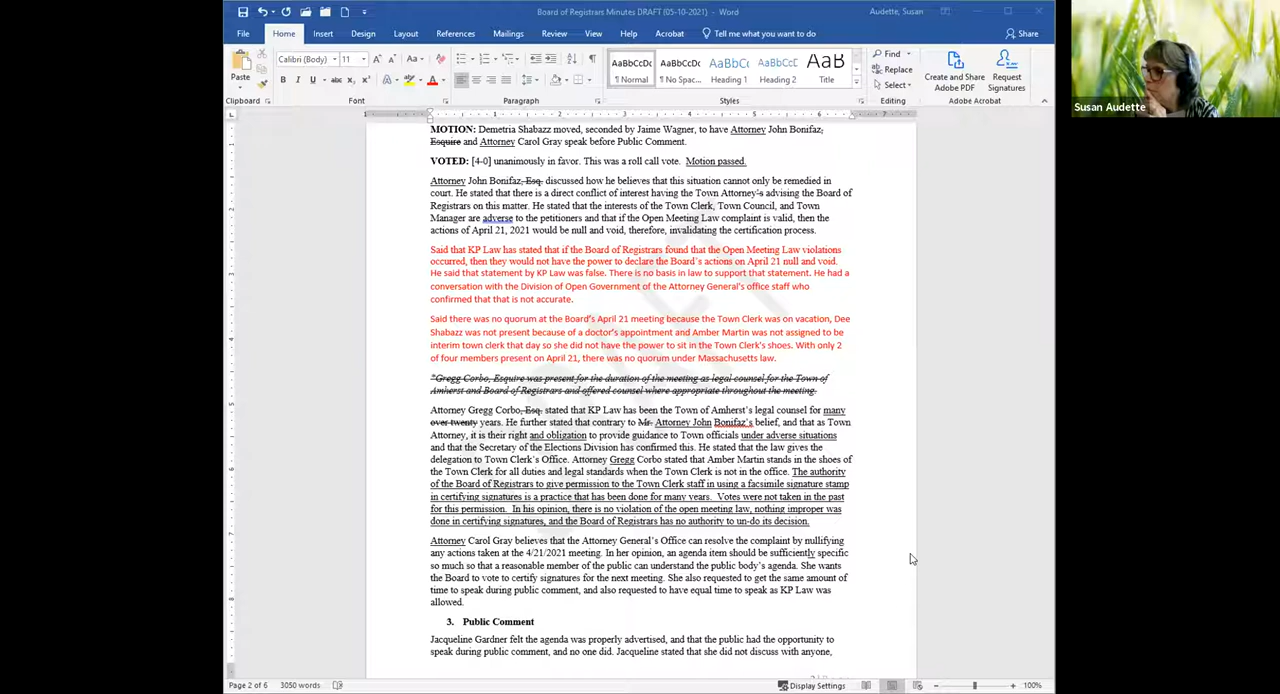 Board of Registrars Minutes DRAFT (05-10-2021) - Word
Audette, Susan
File Home Insert Design Layout References Mailings Review View Help Acrobat Tell me what you want to do Share
Paste
Calibri (Body) 11
AaBbCcDc AaBbCcDc AaBbCc AaBbCcD AaB
¶ Normal ¶ No Spac... Heading 1 Heading 2 Title
Find
Replace
Select
Create and Share Adobe PDF
Request Signatures
Clipboard Font Paragraph Styles Editing Adobe Acrobat
Susan Audette
MOTION: Demetria Shabazz moved, seconded by Jaime Wagner, to have Attorney John Bonifaz,
Esquire and Attorney Carol Gray speak before Public Comment.
VOTED: [4-0] unanimously in favor. This was a roll call vote. Motion passed.
Attorney John Bonifaz, Esq. discussed how he believes that this situation cannot only be remedied in
court. He stated that there is a direct conflict of interest having the Town Attorney's advising the Board of
Registrars on this matter. He stated that the interests of the Town Clerk, Town Council, and Town
Manager are adverse to the petitioners and that if the Open Meeting Law complaint is valid, then the
actions of April 21, 2021 would be null and void, therefore, invalidating the certification process.
Said that KP Law has stated that if the Board of Registrars found that the Open Meeting Law violations
occurred, then they would not have the power to declare the Board's actions on April 21 null and void.
He said that statement by KP Law was false. There is no basis in law to support that statement. He had a
conversation with the Division of Open Government of the Attorney General's office staff who
confirmed that that is not accurate.
Said there was no quorum at the Board's April 21 meeting because the Town Clerk was on vacation, Dee
Shabazz was not present because of a doctor's appointment and Amber Martin was not assigned to be
interim town clerk that day so she did not have the power to sit in the Town Clerk's shoes. With only 2
of four members present on April 21, there was no quorum under Massachusetts law.
*Gregg Corbo, Esquire was present for the duration of the meeting as legal counsel for the Town of
Amherst and Board of Registrars and offered counsel where appropriate throughout the meeting.
Attorney Gregg Corbo, Esq. stated that KP Law has been the Town of Amherst's legal counsel for many
over twenty years. He further stated that contrary to Mr. Attorney John Bonifaz's belief, and that as Town
Attorney, it is their right and obligation to provide guidance to Town officials under adverse situations
and that the Secretary of the Elections Division has confirmed this. He stated the law gives the
delegation to Town Clerk's Office. Attorney Gregg Corbo stated that Amber Martin stands in the shoes of
the Town Clerk for all duties and legal standards when the Town Clerk is not in the office. The authority
of the Board of Registrars to give permission to the Town Clerk staff in using a facsimile signature stamp
in certifying signatures is a practice that has been done for many years. Votes were not taken in the past
for this permission. In his opinion, there is no violation of the open meeting law, nothing improper was
done in certifying signatures, and the Board of Registrars has no authority to un-do its decision.
Attorney Carol Gray believes that the Attorney General's Office can resolve the complaint by nullifying
any actions taken at the 4/21/2021 meeting. In her opinion, an agenda item should be sufficiently specific
so much so that a reasonable member of the public can understand the public body's agenda. She wants
the Board to vote to certify signatures for the next meeting. She also requested to get the same amount of
time to speak during public comment, and also requested to have equal time to speak as KP Law was
allowed.
3. Public Comment
Jacqueline Gardner felt the agenda was properly advertised, and that the public had the opportunity to
speak during public comment, and no one did. Jacqueline stated that she did not discuss with anyone,
Page 2 of 6 3050 words Display Settings 100%